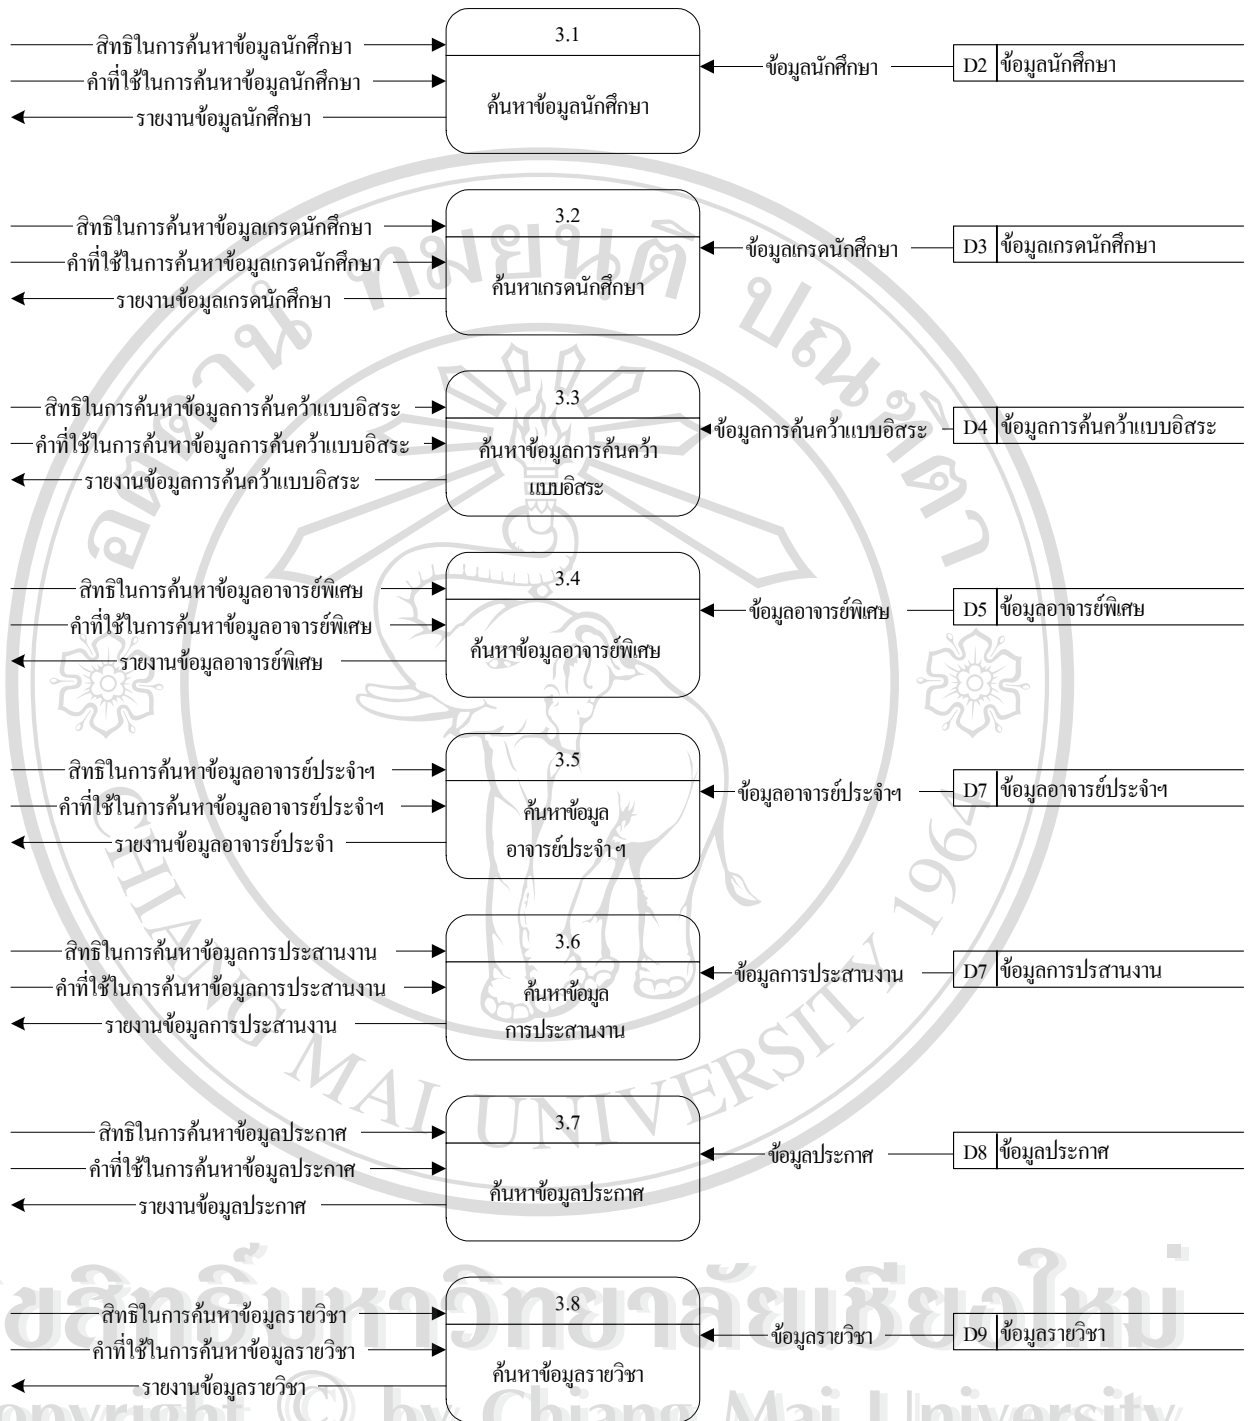 3.1
สิทธิในการค้นหาข้อมูลนักศึกษา
คำที่ใช้ในการค้นหาข้อมูลนักศึกษา
รายงานข้อมูลนักศึกษา
ค้นหาข้อมูลนักศึกษา
ข้อมูลนักศึกษา
D2 ข้อมูลนักศึกษา
3.2
สิทธิในการค้นหาข้อมูลเกรดนักศึกษา
คำที่ใช้ในการค้นหาข้อมูลเกรดนักศึกษา
รายงานข้อมูลเกรดนักศึกษา
ค้นหาเกรดนักศึกษา
ข้อมูลเกรดนักศึกษา
D3 ข้อมูลเกรดนักศึกษา
3.3
สิทธิในการค้นหาข้อมูลการค้นคว้าแบบอิสระ
คำที่ใช้ในการค้นหาข้อมูลการค้นคว้าแบบอิสระ
รายงานข้อมูลการค้นคว้าแบบอิสระ
ค้นหาข้อมูลการค้นคว้า
แบบอิสระ
ข้อมูลการค้นคว้าแบบอิสระ
D4 ข้อมูลการค้นคว้าแบบอิสระ
3.4
สิทธิในการค้นหาข้อมูลอาจารย์พิเศษ
คำที่ใช้ในการค้นหาข้อมูลอาจารย์พิเศษ
รายงานข้อมูลอาจารย์พิเศษ
ค้นหาข้อมูลอาจารย์พิเศษ
ข้อมูลอาจารย์พิเศษ
D5 ข้อมูลอาจารย์พิเศษ
3.5
สิทธิในการค้นหาข้อมูลอาจารย์ประจำฯ
คำที่ใช้ในการค้นหาข้อมูลอาจารย์ประจำฯ
รายงานข้อมูลอาจารย์ประจำ
ค้นหาข้อมูล
อาจารย์ประจำ ฯ
ข้อมูลอาจารย์ประจำฯ
D7 ข้อมูลอาจารย์ประจำฯ
3.6
สิทธิในการค้นหาข้อมูลการประสานงาน
คำที่ใช้ในการค้นหาข้อมูลการประสานงาน
รายงานข้อมูลการประสานงาน
ค้นหาข้อมูล
การประสานงาน
ข้อมูลการประสานงาน
D7 ข้อมูลการปรสานงาน
3.7
สิทธิในการค้นหาข้อมูลประกาศ
คำที่ใช้ในการค้นหาข้อมูลประกาศ
รายงานข้อมูลประกาศ
ค้นหาข้อมูลประกาศ
ข้อมูลประกาศ
D8 ข้อมูลประกาศ
3.8
สิทธิในการค้นหาข้อมูลรายวิชา
คำที่ใช้ในการค้นหาข้อมูลรายวิชา
รายงานข้อมูลรายวิชา
ค้นหาข้อมูลรายวิชา
ข้อมูลรายวิชา
D9 ข้อมูลรายวิชา
CHIANG MAI UNIVERSITY 1964
by Chiang Mai University